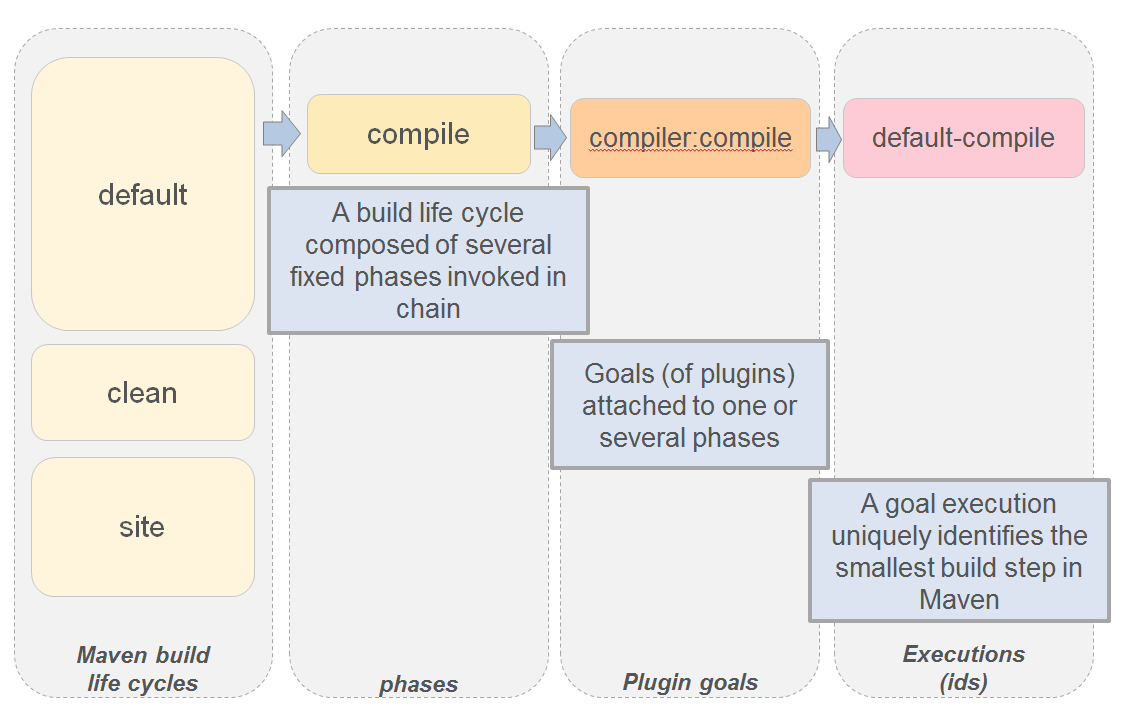 default
clean
site
Maven build
life cycles
compile
A build life cycle
composed of several
fixed phases invoked in
chain
phases
compiler:compile
Goals (of plugins)
attached to one or
several phases
Plugin goals
default-compile
A goal execution
uniquely identifies the
smallest build step in
Maven
Executions
(ids)